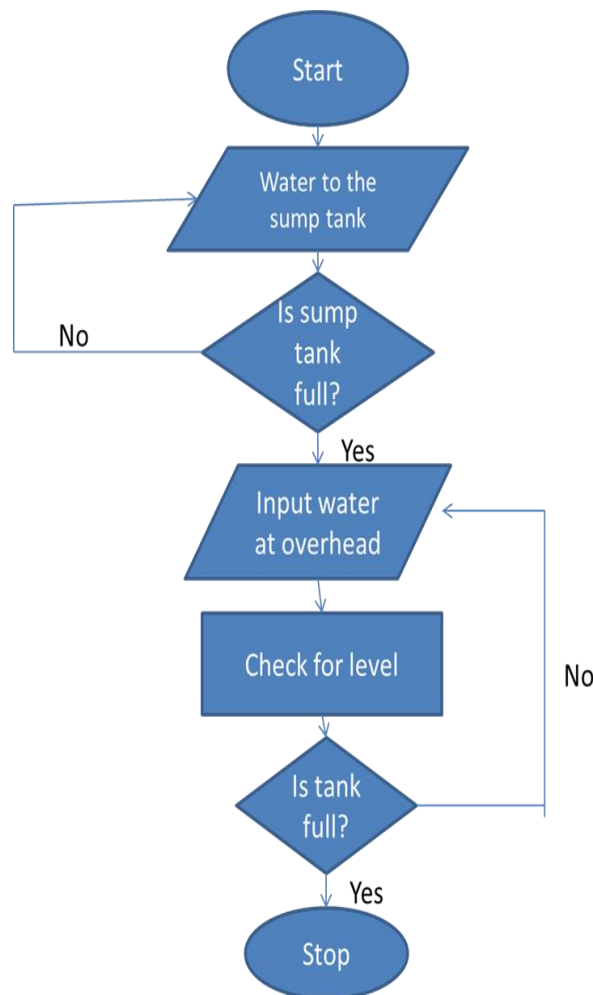 Start
Water to the
sump tank
Is sump
tank
full?
No
Yes
Input water
at overhead
Check for level
No
Is tank
full?
Yes
Stop